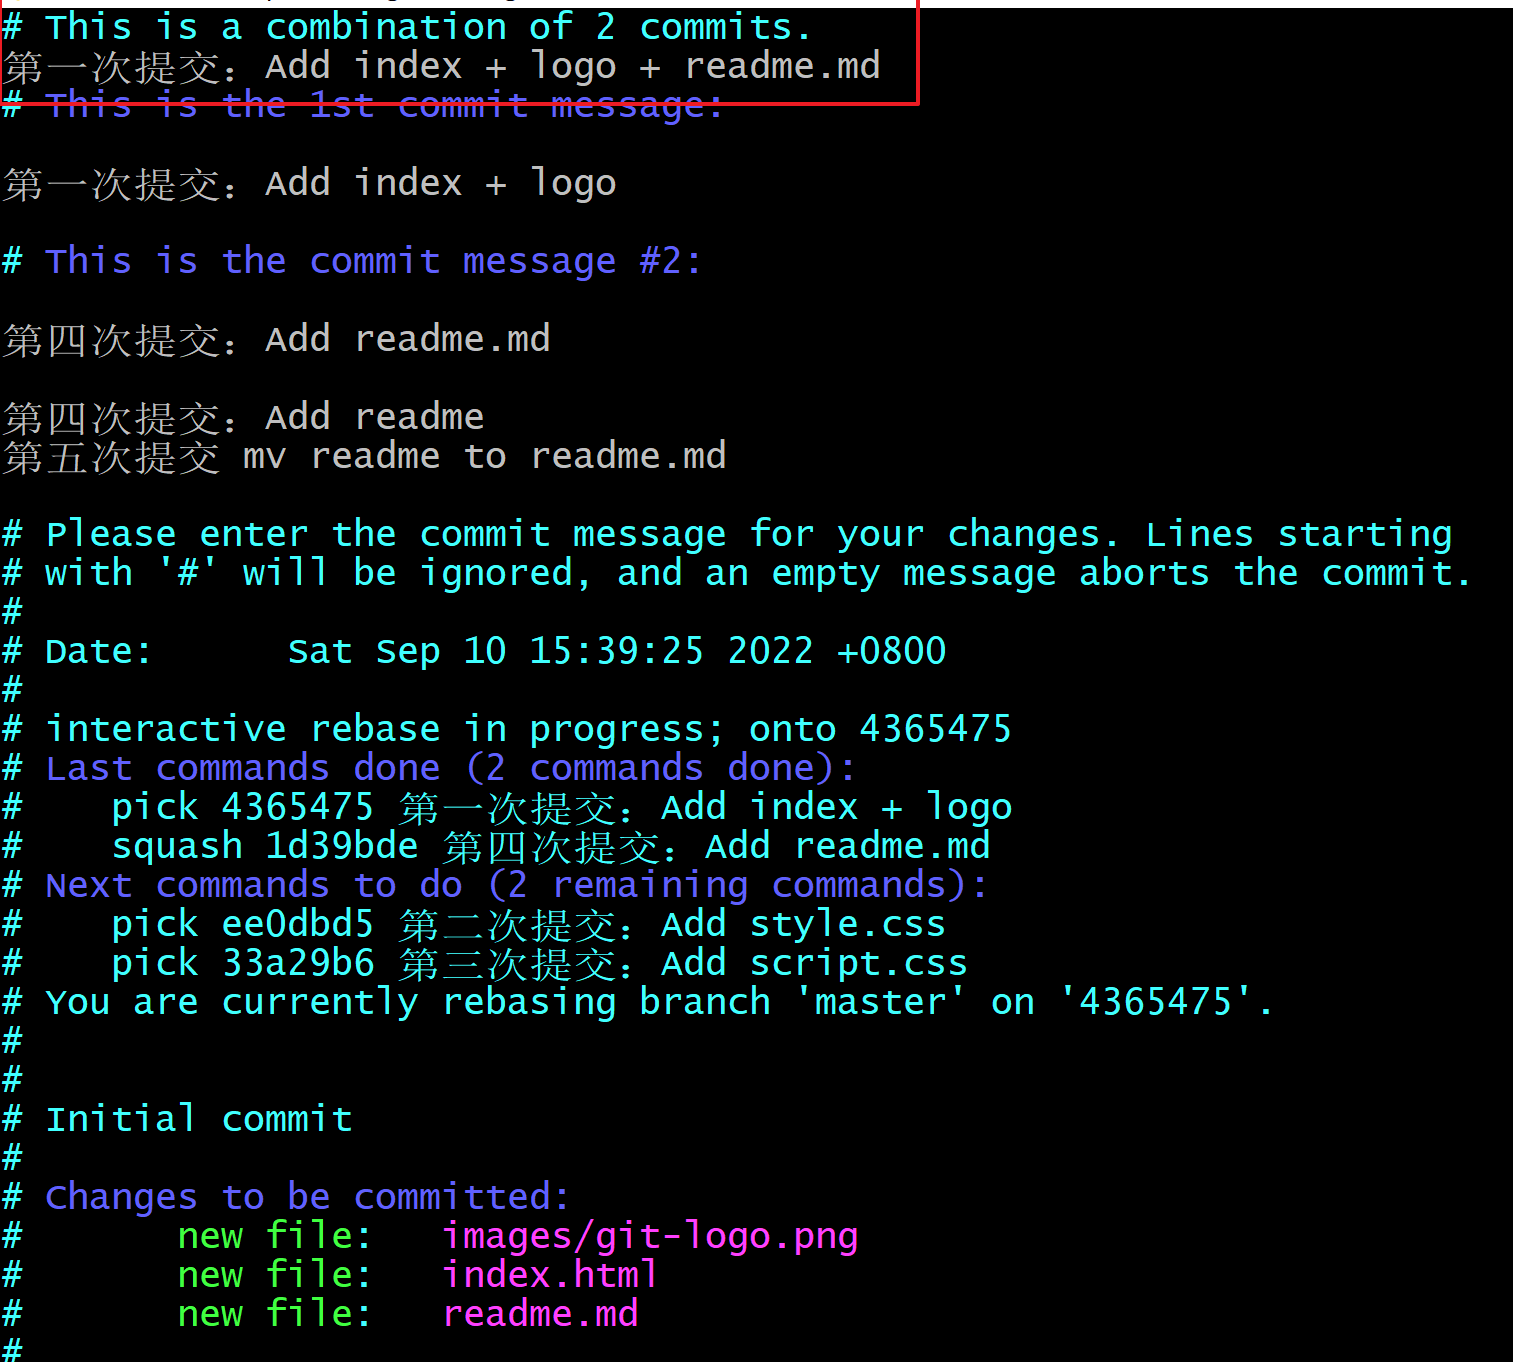 # This is a combination of 2 commits.
第一次提交：Add index + logo + readme.md
# This is the 1st commit message:
第一次提交：Add index + logo
# This is the commit message #2:
第四次提交：Add readme.md
第四次提交：Add readme
第五次提交 mv readme to readme.md
# Please enter the commit message for your changes. Lines starting
# with '#' will be ignored, and an empty message aborts the commit.
#
# Date:      Sat Sep 10 15:39:25 2022 +0800
#
# interactive rebase in progress; onto 4365475
# Last commands done (2 commands done):
#    pick 4365475 第一次提交：Add index + logo
#    squash 1d39bde 第四次提交：Add readme.md
# Next commands to do (2 remaining commands):
#    pick ee0dbd5 第二次提交：Add style.css
#    pick 33a29b6 第三次提交：Add script.css
# You are currently rebasing branch 'master' on '4365475'.
#
#
# Initial commit
#
# Changes to be committed:
#       new file:   images/git-logo.png
#       new file:   index.html
#       new file:   readme.md
#